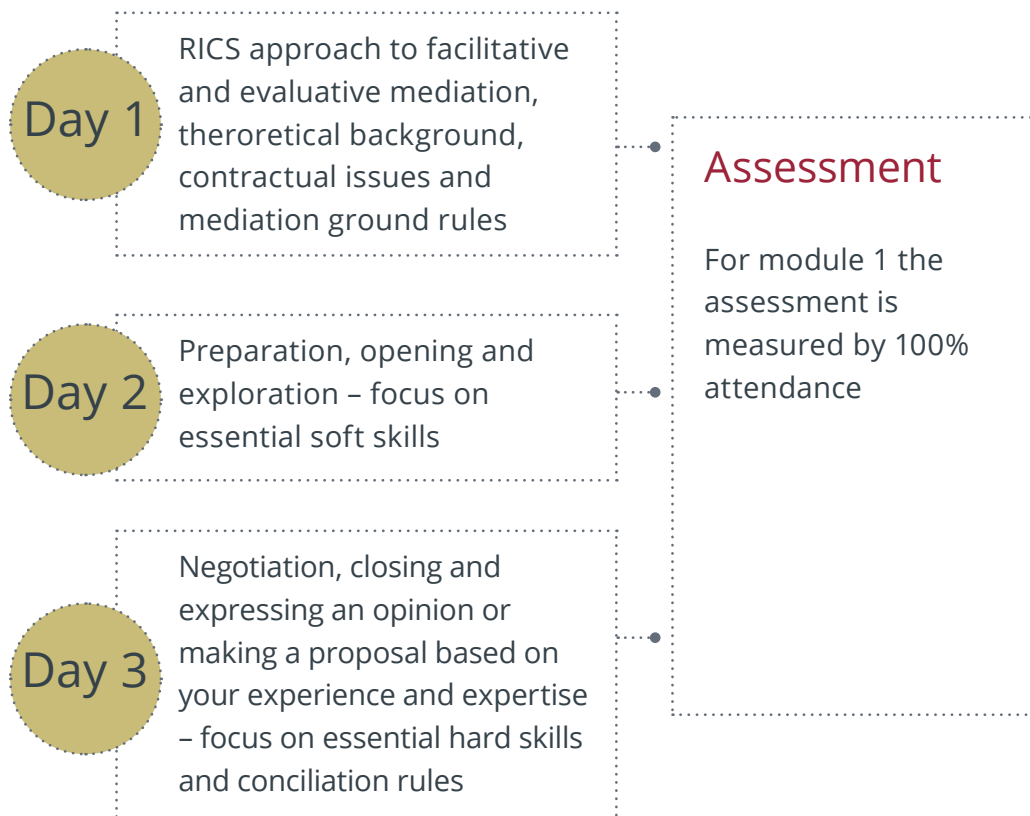 Day 1
RICS approach to facilitative
and evaluative mediation,
theroretical background,
contractual issues and
mediation ground rules
Day 2
Preparation, opening and
exploration – focus on
essential soft skills
Day 3
Negotiation, closing and
expressing an opinion or
making a proposal based on
your experience and expertise
– focus on essential hard skills
and conciliation rules
Assessment
For module 1 the
assessment is
measured by 100%
attendance